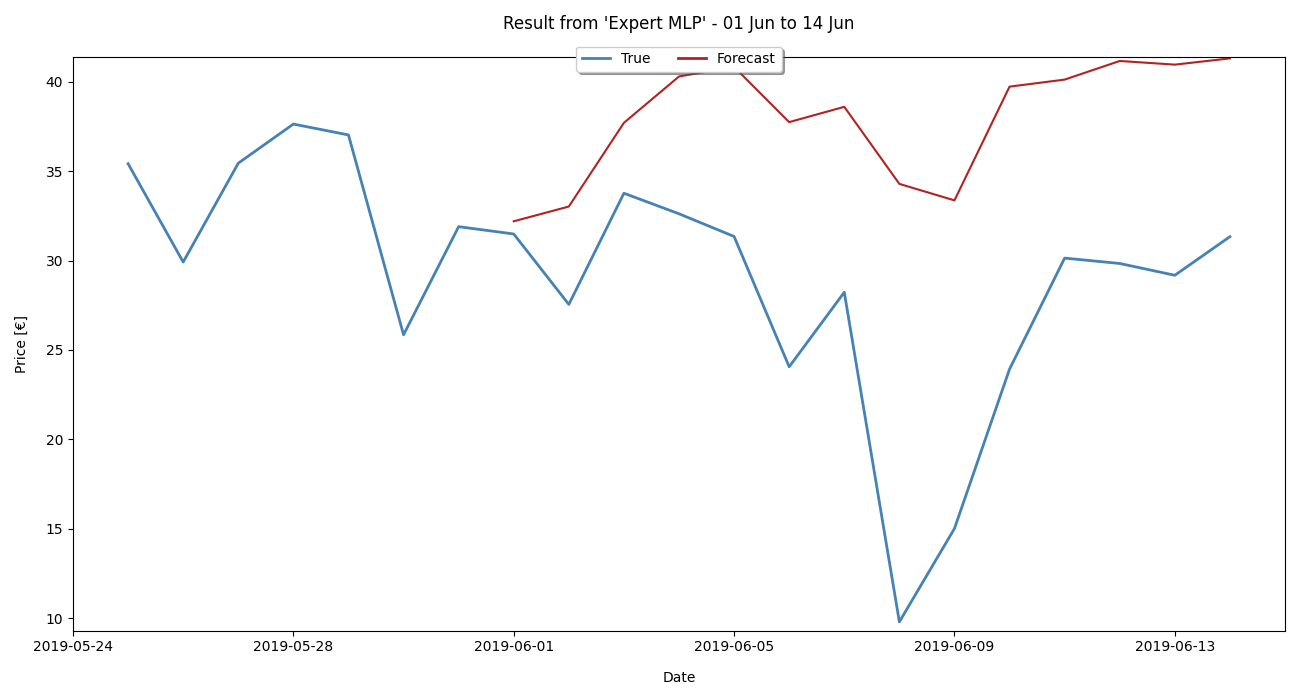 Result from 'Expert MLP' - 01 Jun to 14 Jun
True Forecast
40
35
30
25
20
15
10
Price [€]
2019-05-24 2019-05-28 2019-06-01 2019-06-05 2019-06-09 2019-06-13
Date